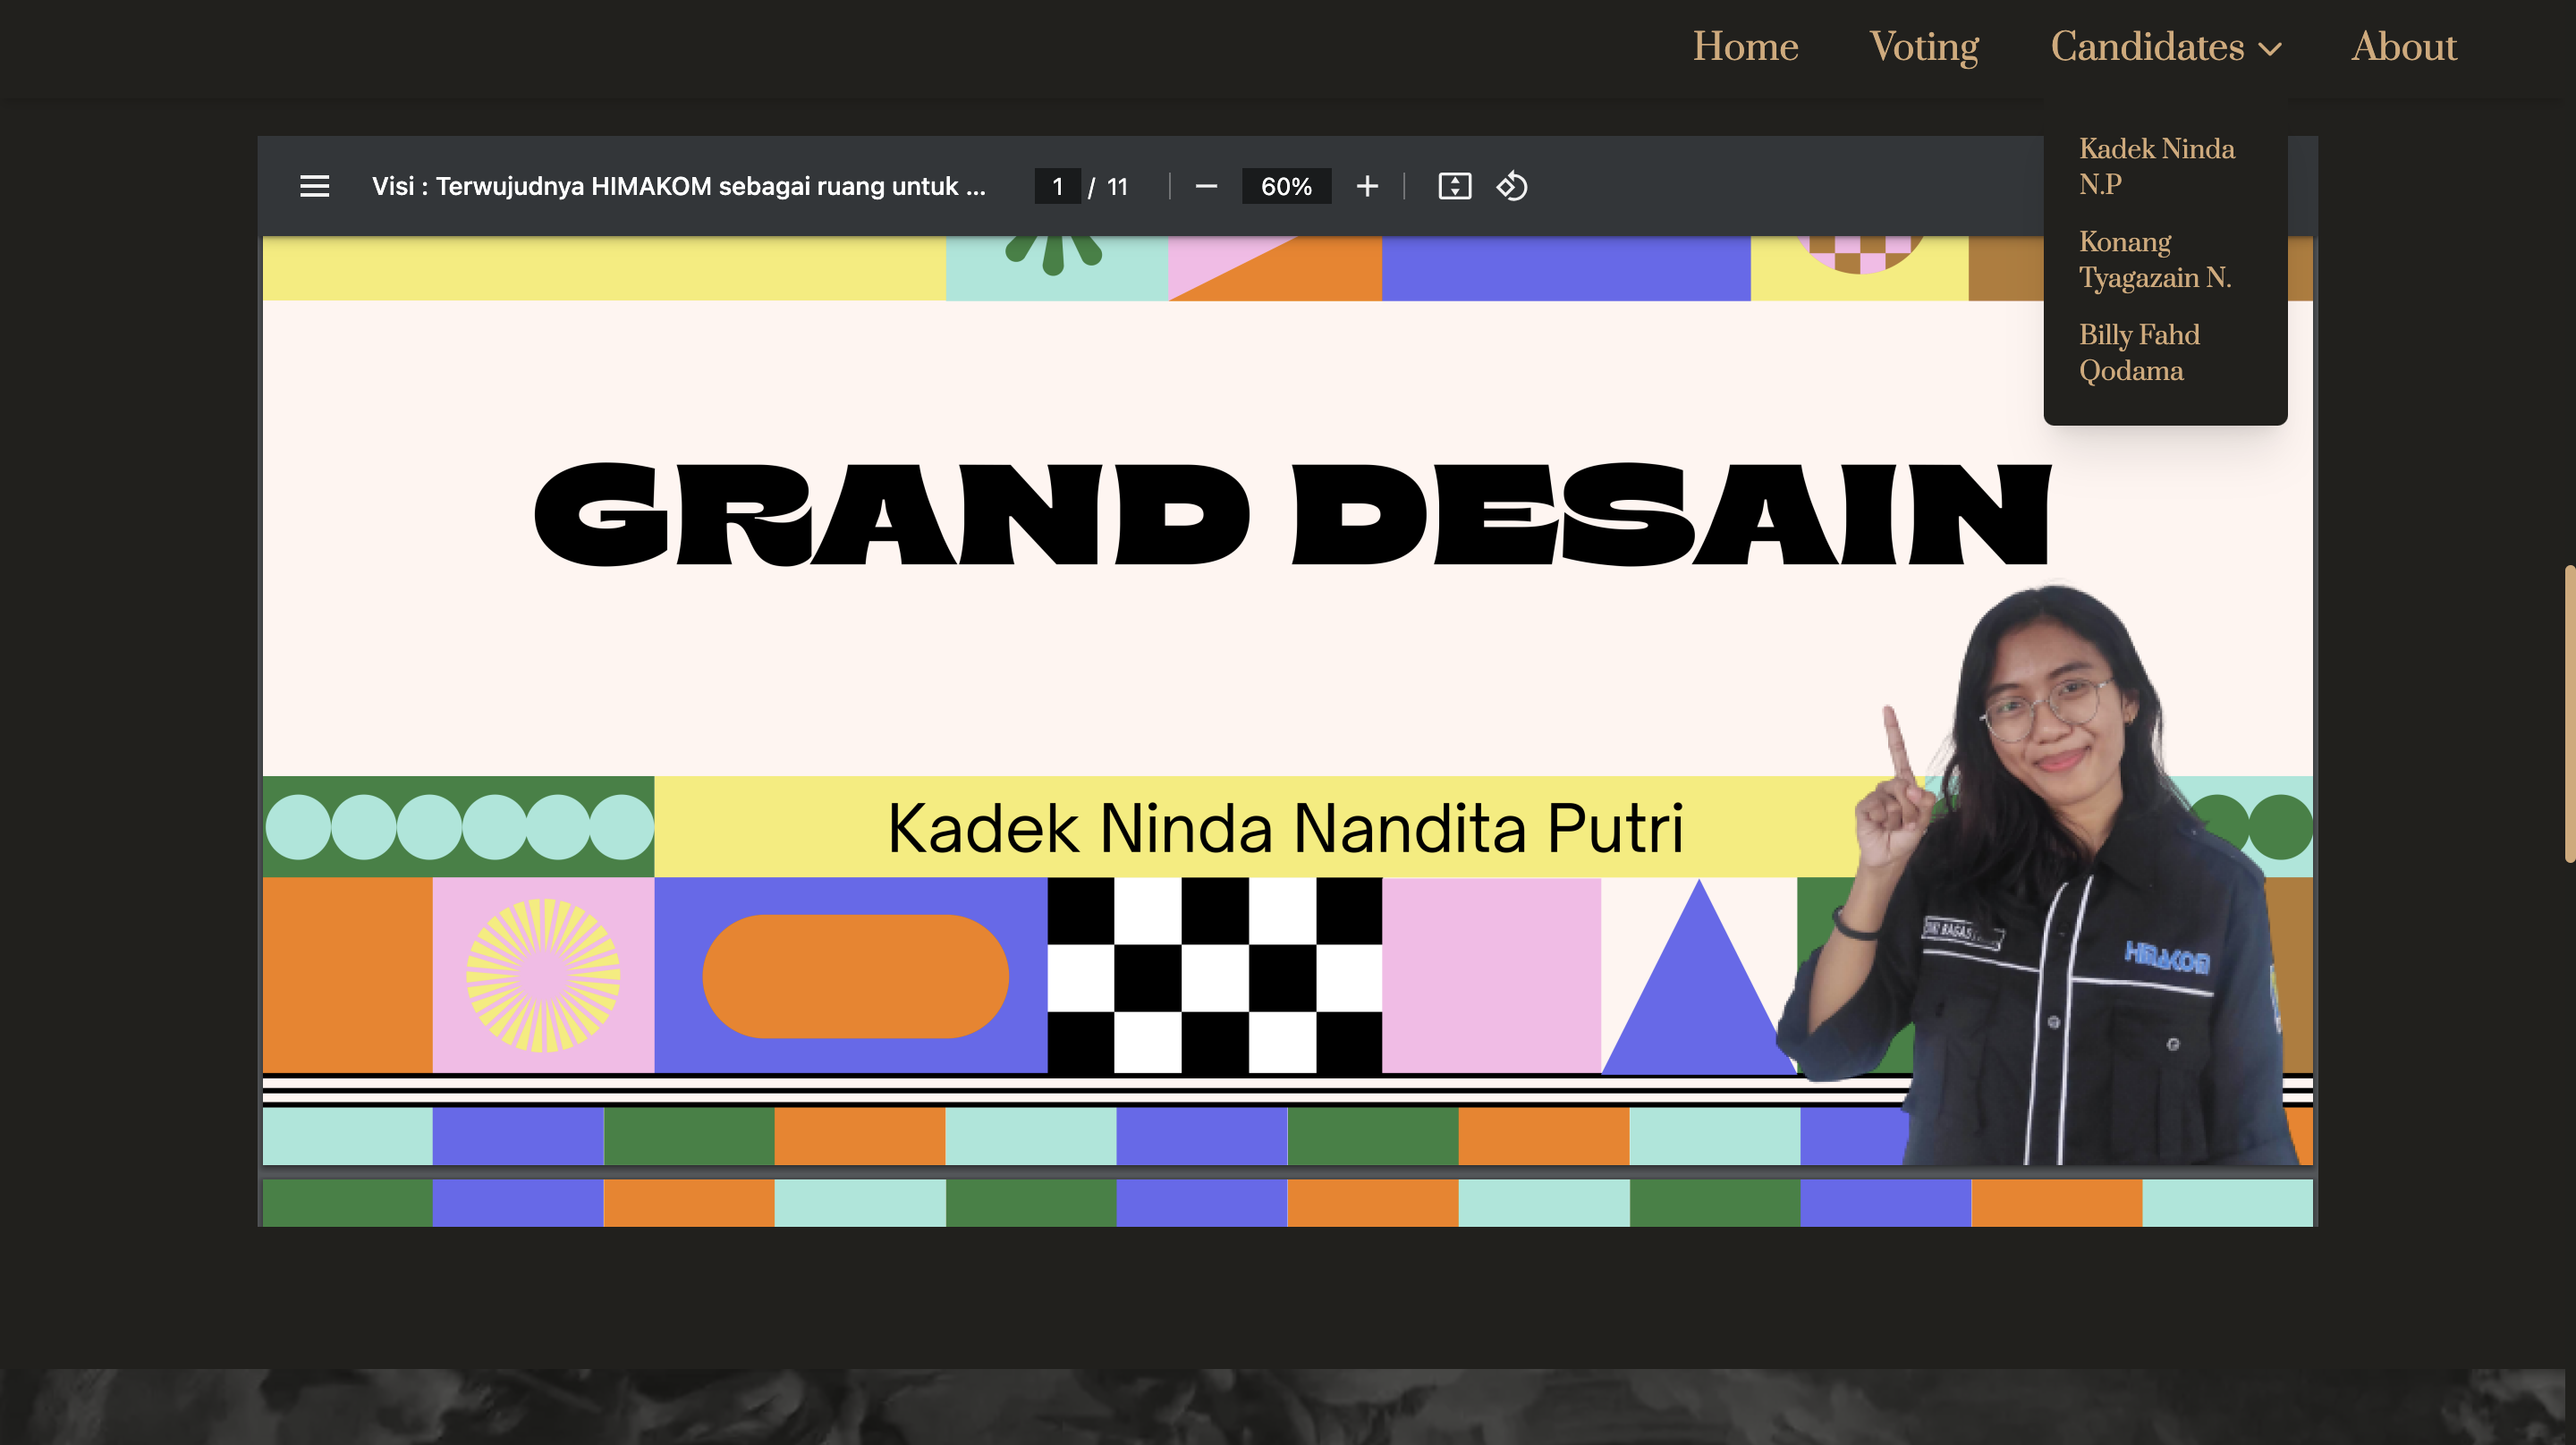 Home Voting Candidates About
Kadek Ninda
N.P
Konang
Tyagazain N.
Billy Fahd
Qodama
Visi : Terwujudnya HIMAKOM sebagai ruang untuk ... 1 / 11 60%
GRAND DESAIN
Kadek Ninda Nandita Putri
BAGAS
HIMAKOM